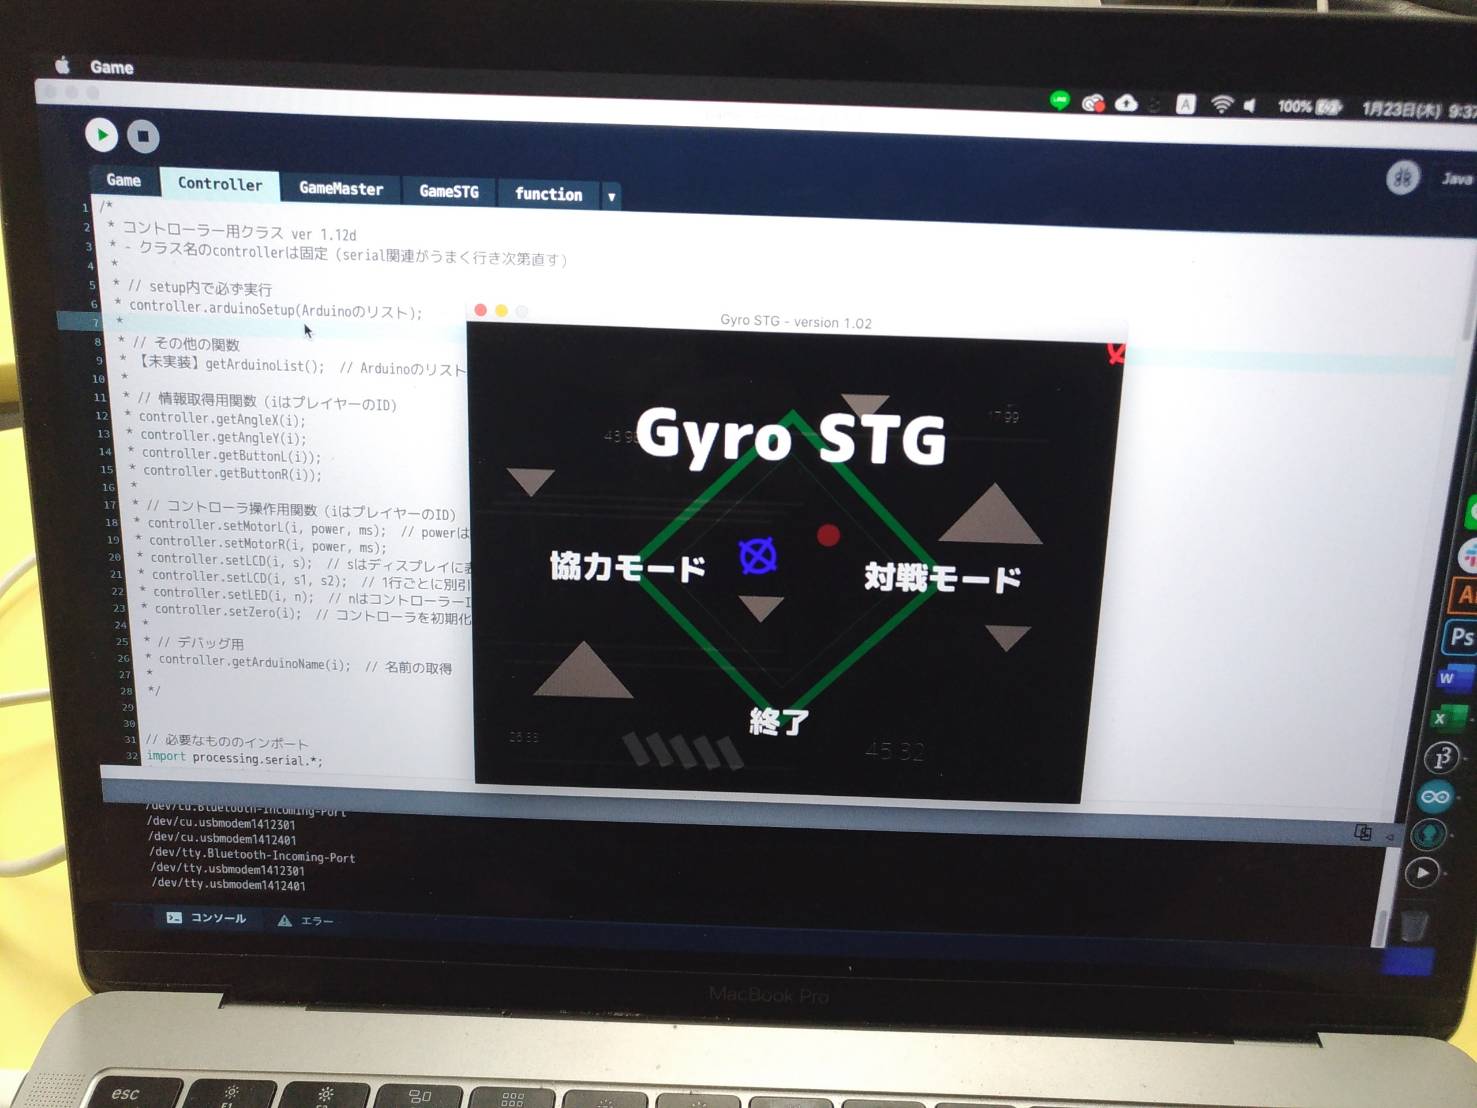 Game
100%
1月23日(木) 9:37
Java
Game Controller GameMaster GameSTG function ▼
1 /*
2 * コントローラー用クラス ver 1.12d
3 * - クラス名のcontrollerは固定 (serial関連がうまく行き次第直す)
4 *
5 * // setup内で必ず実行
6 * controller.arduinoSetup(Arduinoのリスト);
7 *
8 * // その他の関数
9 * 【未実装】getArduinoList(); // Arduinoのリスト
10 *
11 * // 情報取得用関数 (iはプレイヤーのID)
12 * controller.getAngleX(i);
13 * controller.getAngleY(i);
14 * controller.getButtonL(i));
15 * controller.getButtonR(i));
16 *
17 * // コントローラ操作用関数 (iはプレイヤーのID)
18 * controller.setMotorL(i, power, ms); // powerは
19 * controller.setMotorR(i, power, ms);
20 * controller.setLCD(i, s); // sはディスプレイに表
21 * controller.setLCD(i, s1, s2); // 1行ごとに別引
22 * controller.setLED(i, n); // nはコントローラーI
23 * controller.setZero(i); // コントローラを初期化
24 *
25 * // デバッグ用
26 * controller.getArduinoName(i); // 名前の取得
27 *
28 */
29
30
31 // 必要なもののインポート
32 import processing.serial.*;
Gyro STG - version 1.02
17.99
Gyro STG
協力モード
対戦モード
終了
45 32
/dev/cu.Bluetooth-Incoming-Port
/dev/cu.usbmodem1412301
/dev/cu.usbmodem1412401
/dev/tty.Bluetooth-Incoming-Port
/dev/tty.usbmodem1412301
/dev/tty.usbmodem1412401
コンソール
エラー
Ps
W
X
MacBook Pro
esc
F1